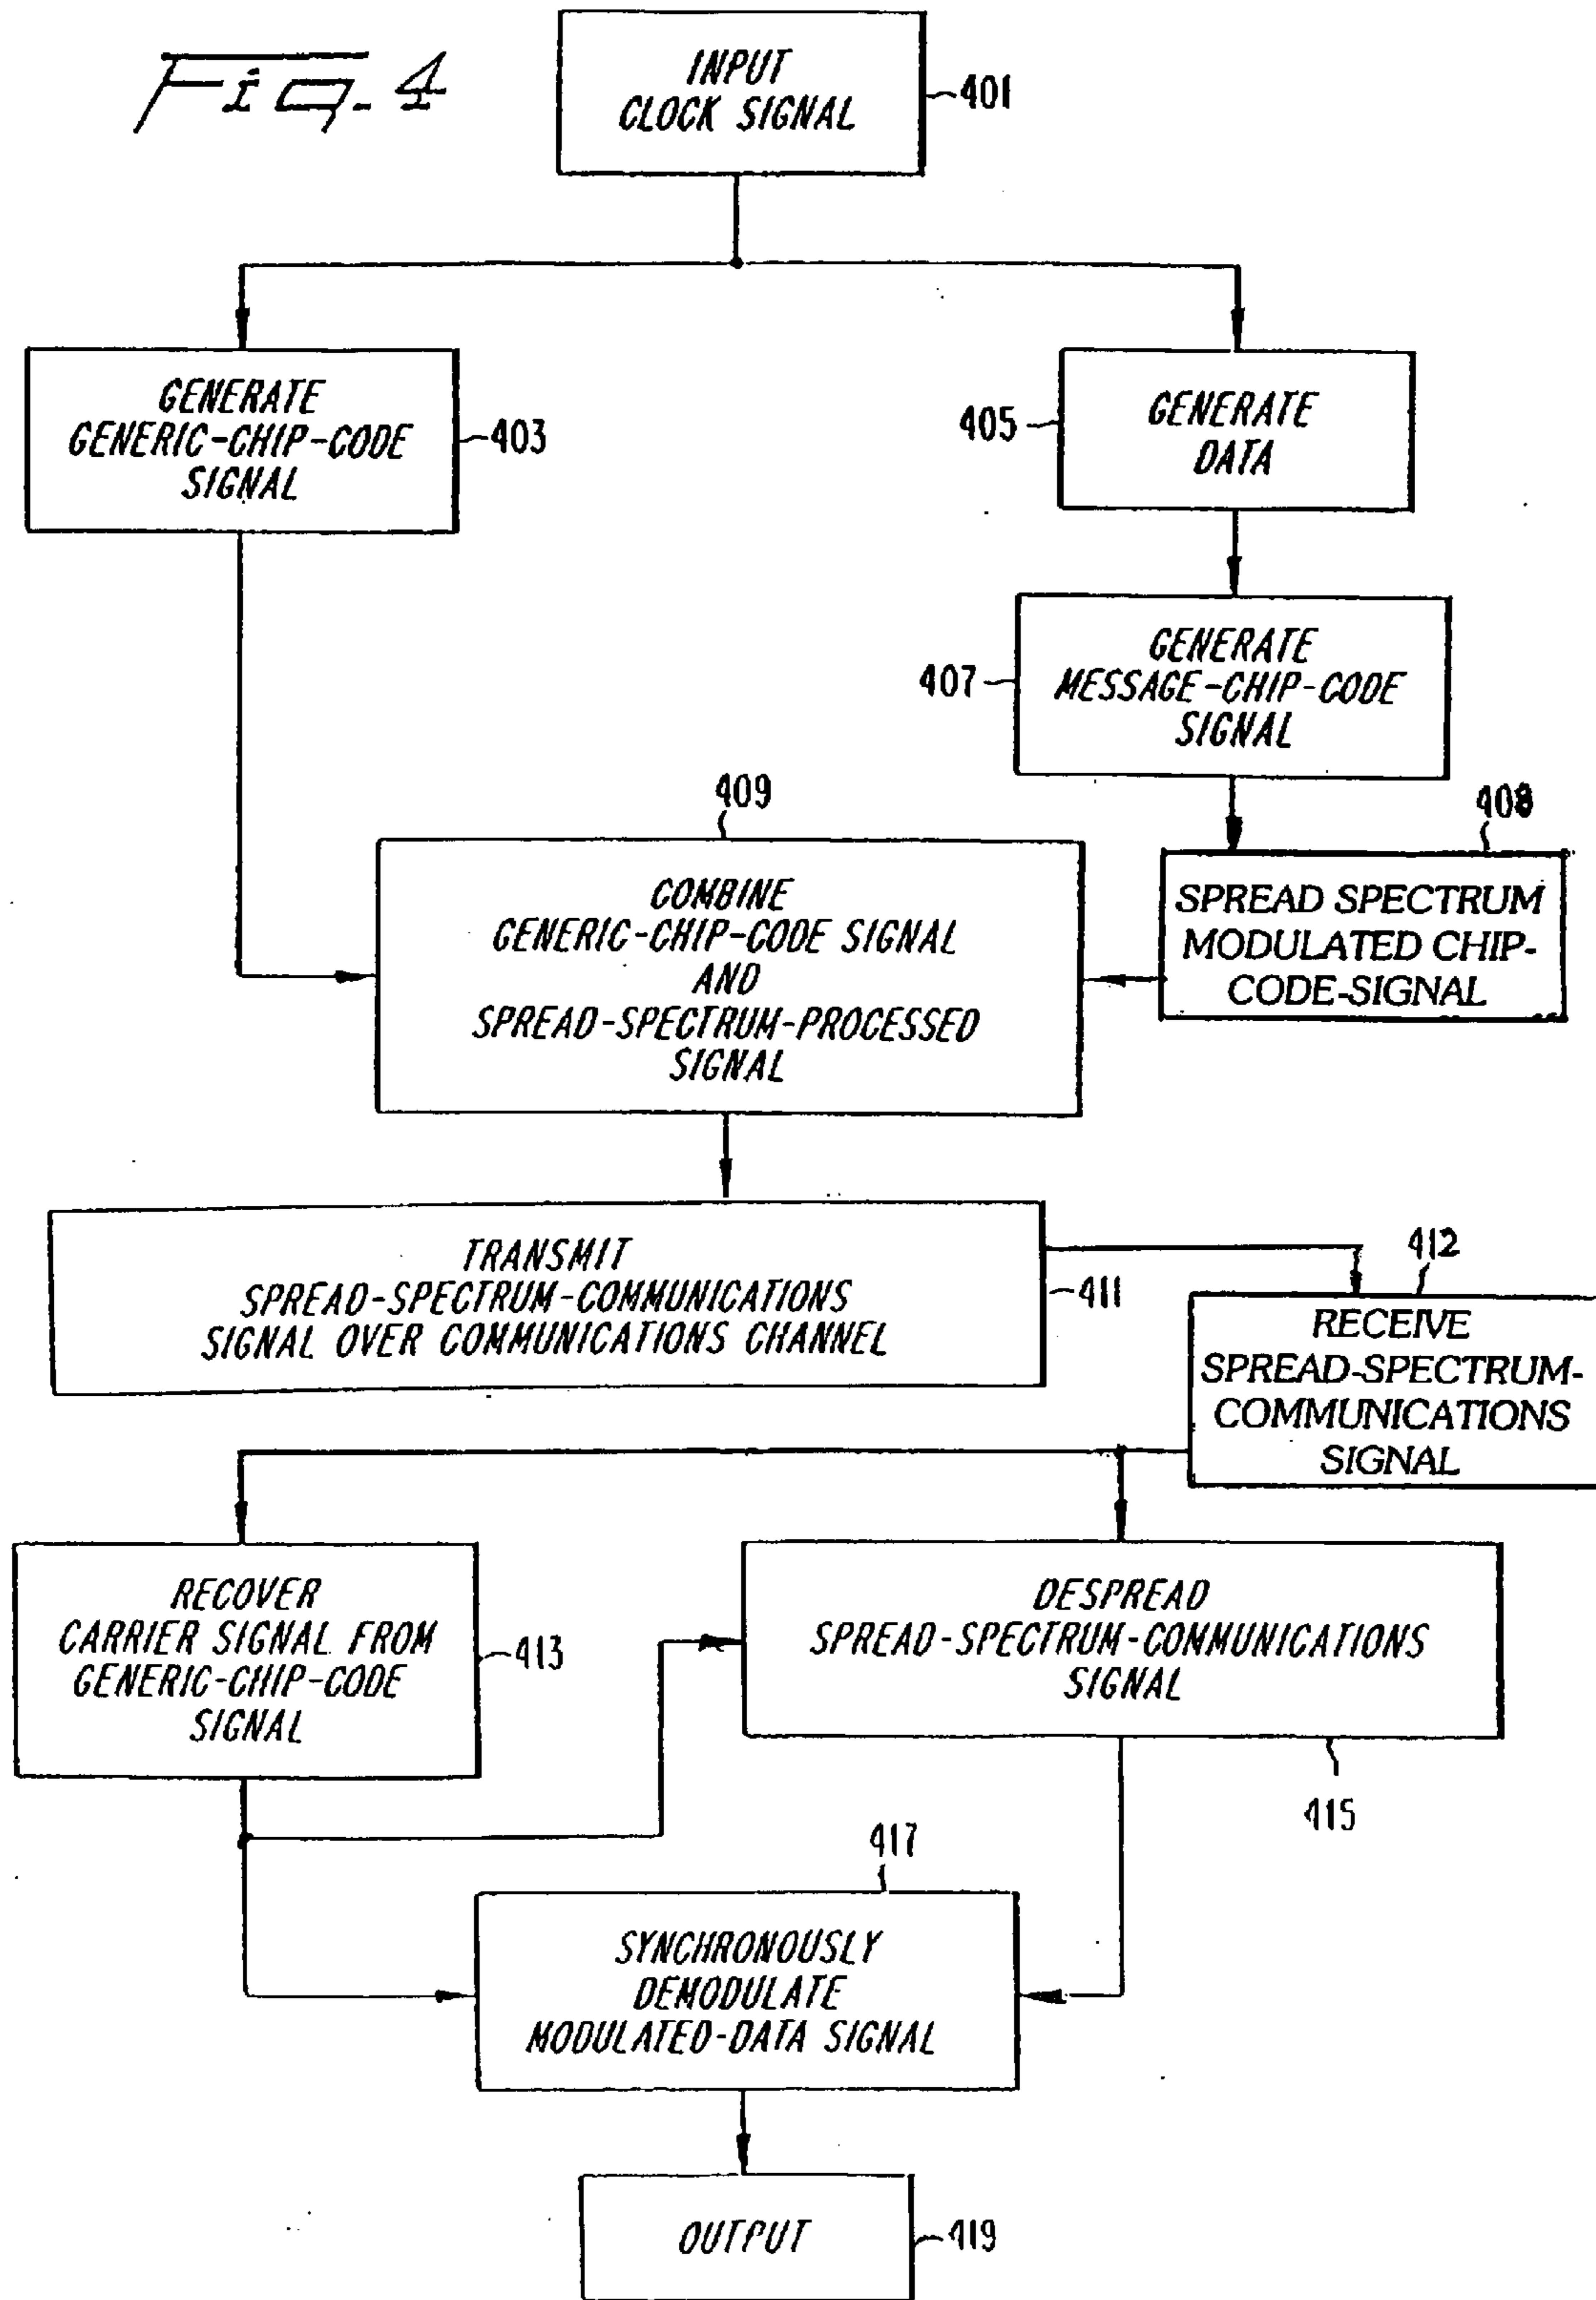 Fig. 4
INPUT
CLOCK SIGNAL
401
GENERATE
GENERIC-CHIP-CODE
SIGNAL
403
405
GENERATE
DATA
407
GENERATE
MESSAGE-CHIP-CODE
SIGNAL
409
408
COMBINE
GENERIC-CHIP-CODE SIGNAL
AND
SPREAD-SPECTRUM-PROCESSED
SIGNAL
SPREAD SPECTRUM
MODULATED CHIP-
CODE-SIGNAL
TRANSMIT
SPREAD-SPECTRUM-COMMUNICATIONS
SIGNAL OVER COMMUNICATIONS CHANNEL
411
412
RECEIVE
SPREAD-SPECTRUM-
COMMUNICATIONS
SIGNAL
RECOVER
CARRIER SIGNAL FROM
GENERIC-CHIP-CODE
SIGNAL
413
DESPREAD
SPREAD-SPECTRUM-COMMUNICATIONS
SIGNAL
415
417
SYNCHRONOUSLY
DEMODULATE
MODULATED-DATA SIGNAL
OUTPUT
419